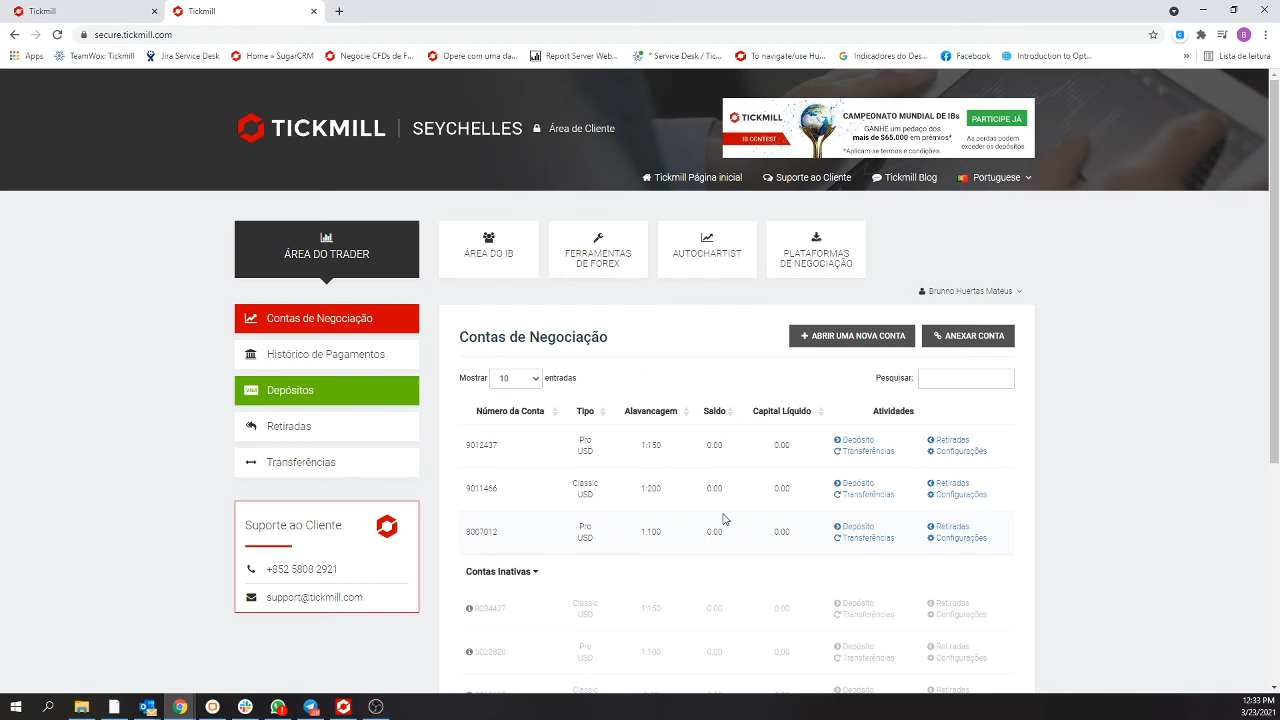 Tickmill
Tickmill
secure.tickmill.com
B
Apps
TeamWox: Tickmill
Jira Service Desk
Home » SugarCRM
Negocie CFDs de F...
Opere com uma da...
Report Server Web...
* Service Desk / Tic...
To navigate/use Hu...
Indicadores do Des...
Facebook
Introduction to Opt...
»
Lista de leitura
TICKMILL | SEYCHELLES Área de Cliente
TICKMILL
IB CONTEST
CAMPEONATO MUNDIAL DE IBs
GANHE um pedaço dos
mais de $65.000 em prêmios*
*Aplicam-se termos e condições.
PARTICIPE JÁ
As perdas podem
exceder os depósitos
Tickmill Página inicial
Suporte ao Cliente
Tickmill Blog
Portuguese
ÁREA DO TRADER
ÁREA DO IB
FERRAMENTAS
DE FOREX
AUTOCHARTIST
PLATAFORMAS
DE NEGOCIAÇÃO
Brunno Huertas Mateus
Contas de Negociação
Histórico de Pagamentos
Depósitos
Retiradas
Transferências
Suporte ao Cliente
+852 5808 2921
support@tickmill.com
Contas de Negociação
+ ABRIR UMA NOVA CONTA
ANEXAR CONTA
Mostrar 10 entradas
Pesquisar:
Número da Conta Tipo Alavancagem Saldo Capital Líquido Atividades
9012437 Pro USD 1:150 0.00 0.00 Depósito Retiradas
Transferências Configurações
9011466 Classic USD 1:200 0.00 0.00 Depósito Retiradas
Transferências Configurações
8007012 Pro USD 1:100 0.00 0.00 Depósito Retiradas
Transferências Configurações
Contas Inativas
8034427 Classic USD 1:150 0.00 0.00 Depósito Retiradas
Transferências Configurações
5022820 Pro USD 1:100 0.00 0.00 Depósito Retiradas
Transferências Configurações
12:33 PM
3/23/2021